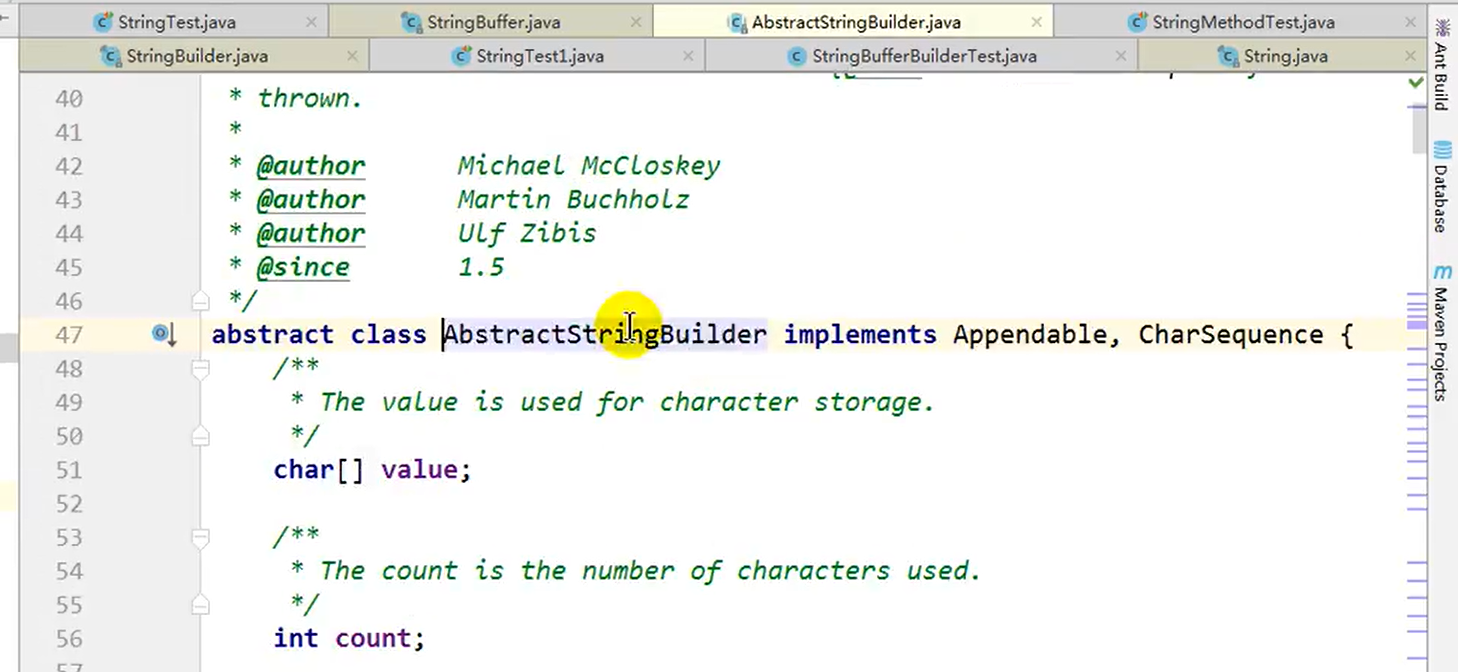 StringTest.java StringBuffer.java AbstractStringBuilder.java StringMethodTest.java
StringBuilder.java StringTest1.java StringBufferBuilderTest.java String.java
40 * thrown.
41 *
42 * @author Michael McCloskey
43 * @author Martin Buchholz
44 * @author Ulf Zibis
45 * @since 1.5
46 */
47 abstract class AbstractStringBuilder implements Appendable, CharSequence {
48 /**
49 * The value is used for character storage.
50 */
51 char[] value;
52
53 /**
54 * The count is the number of characters used.
55 */
56 int count;
Ant Build
Database
Maven Projects